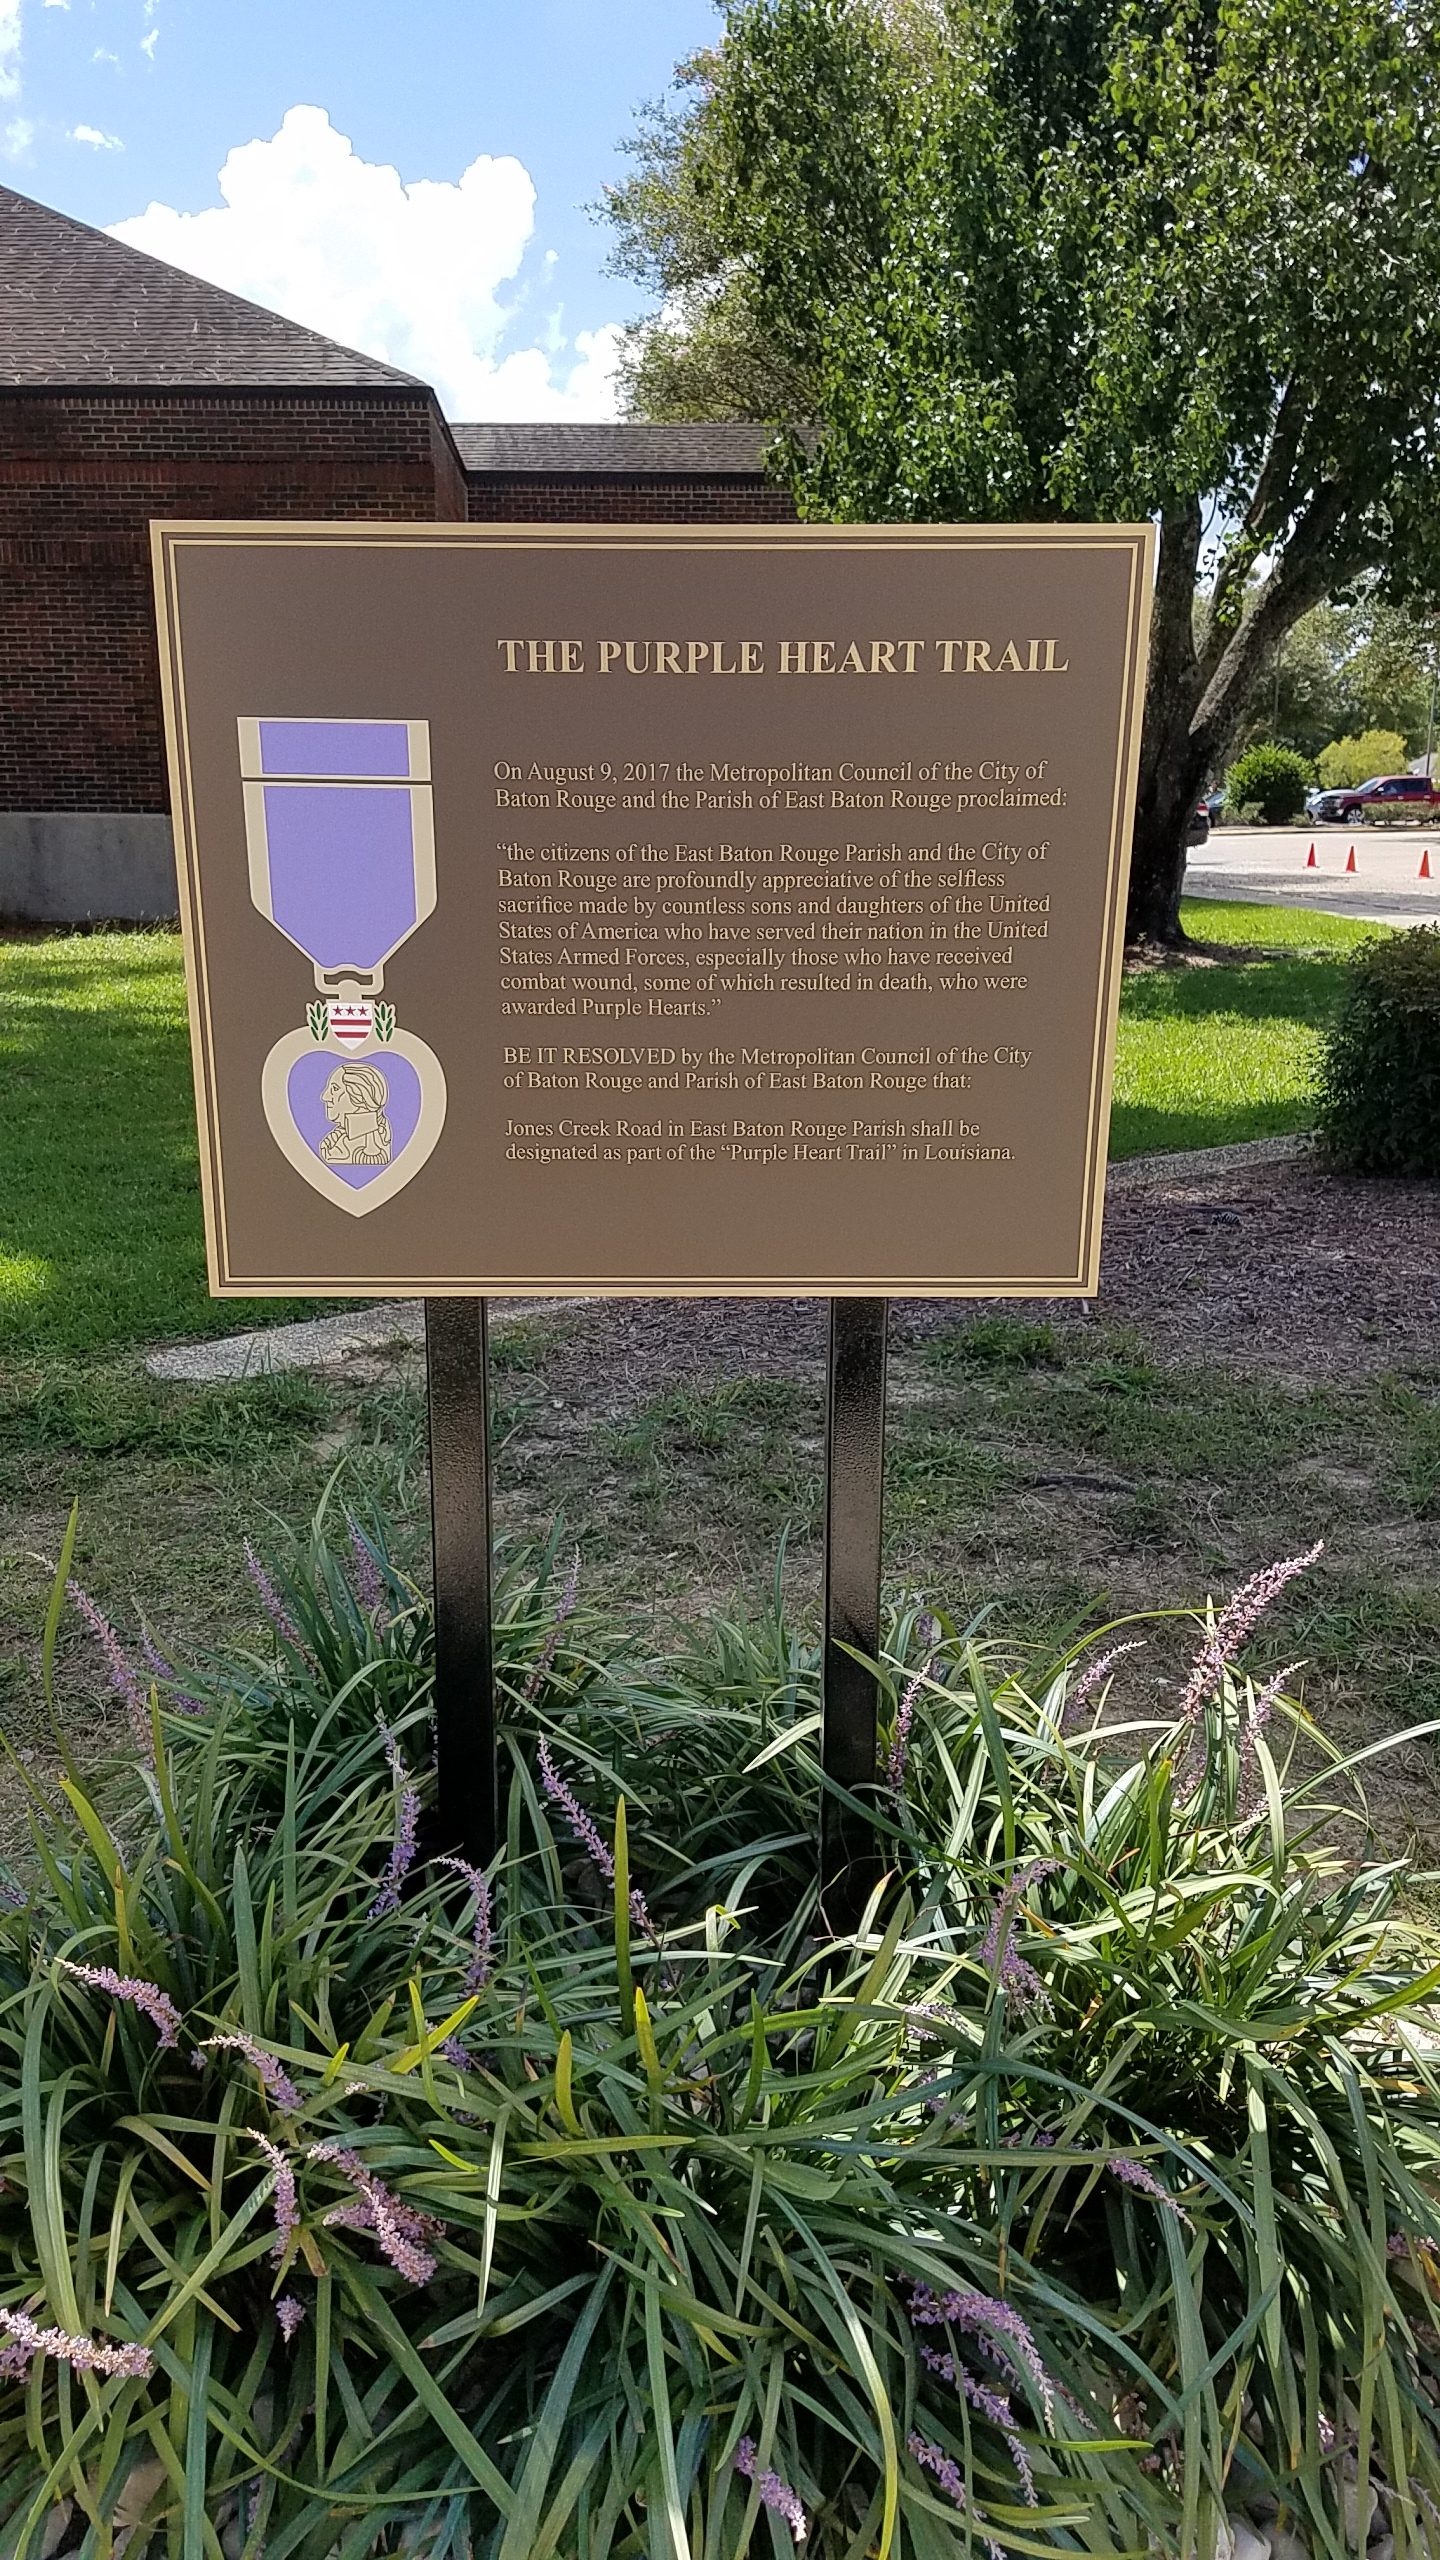 THE PURPLE HEART TRAIL
On August 9, 2017 the Metropolitan Council of the City of
Baton Rouge and the Parish of East Baton Rouge proclaimed:
“the citizens of the East Baton Rouge Parish and the City of
Baton Rouge are profoundly appreciative of the selfless
sacrifice made by countless sons and daughters of the United
States of America who have served their nation in the United
States Armed Forces, especially those who have received
combat wound, some of which resulted in death, who were
awarded Purple Hearts.”
BE IT RESOLVED by the Metropolitan Council of the City
of Baton Rouge and Parish of East Baton Rouge that:
Jones Creek Road in East Baton Rouge Parish shall be
designated as part of the “Purple Heart Trail” in Louisiana.